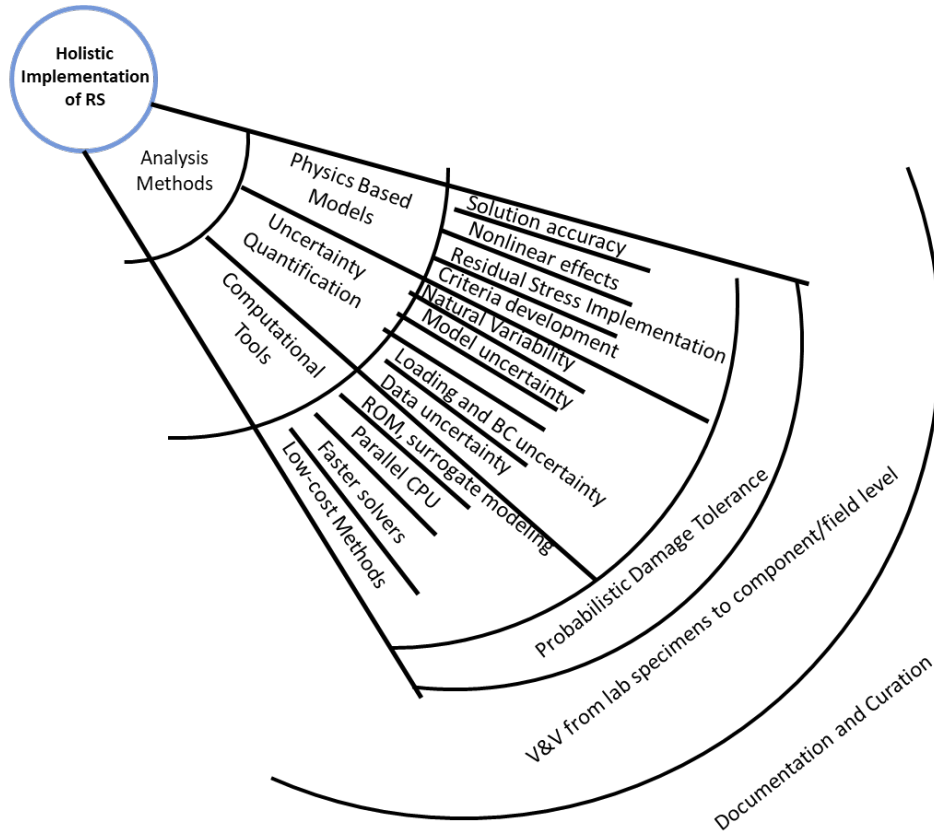 Holistic
Implementation
of RS
Analysis
Methods
Physics Based
Models
Uncertainty
Quantification
Computational
Tools
Solution accuracy
Nonlinear effects
Residual Stress Implementation
Criteria development
Natural Variability
Model uncertainty
Loading and BC uncertainty
Data uncertainty
ROM, surrogate modeling
Parallel CPU
Faster solvers
Low-cost Methods
Probabilistic Damage Tolerance
V&V from lab specimens to component/field level
Documentation and Curation